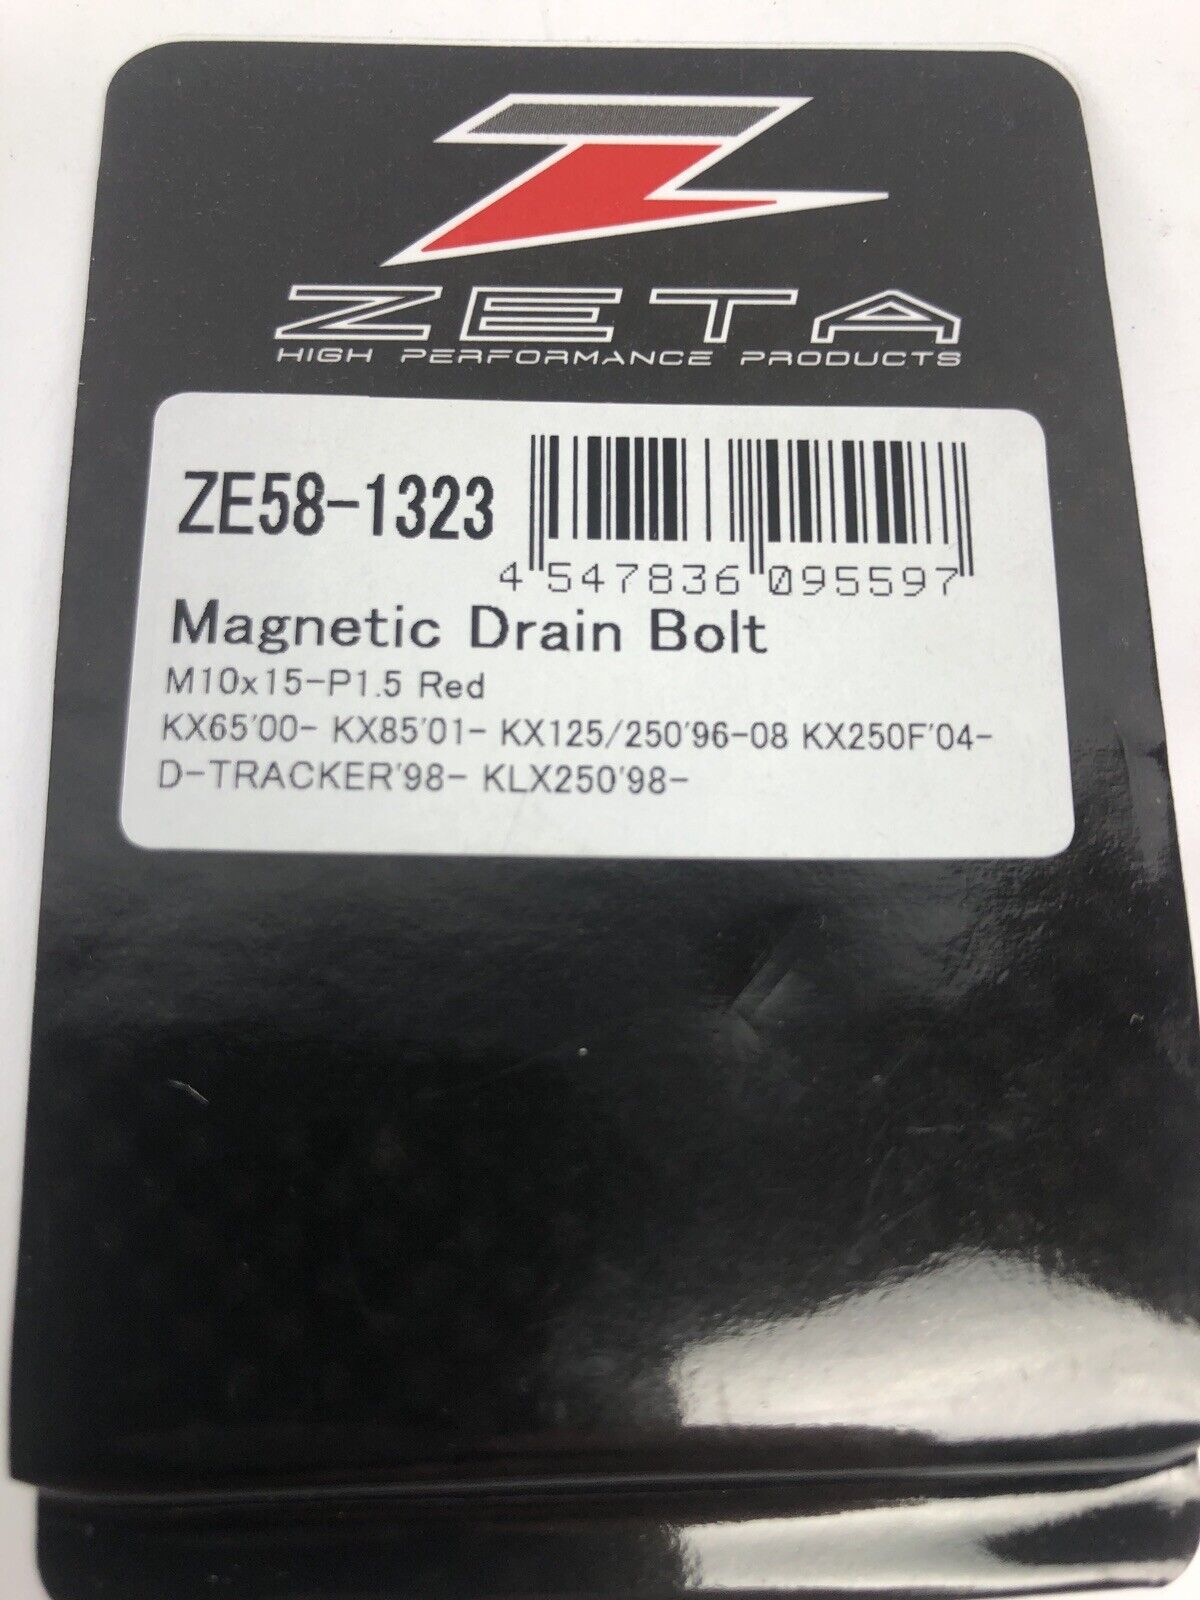 ZETA
HIGH PERFORMANCE PRODUCTS
ZE58-1323
4 547836 095597
Magnetic Drain Bolt
M10x15-P1.5 Red
KX65'00- KX85'01- KX125/250'96-08 KX250F'04-
D-TRACKER'98- KLX250'98-